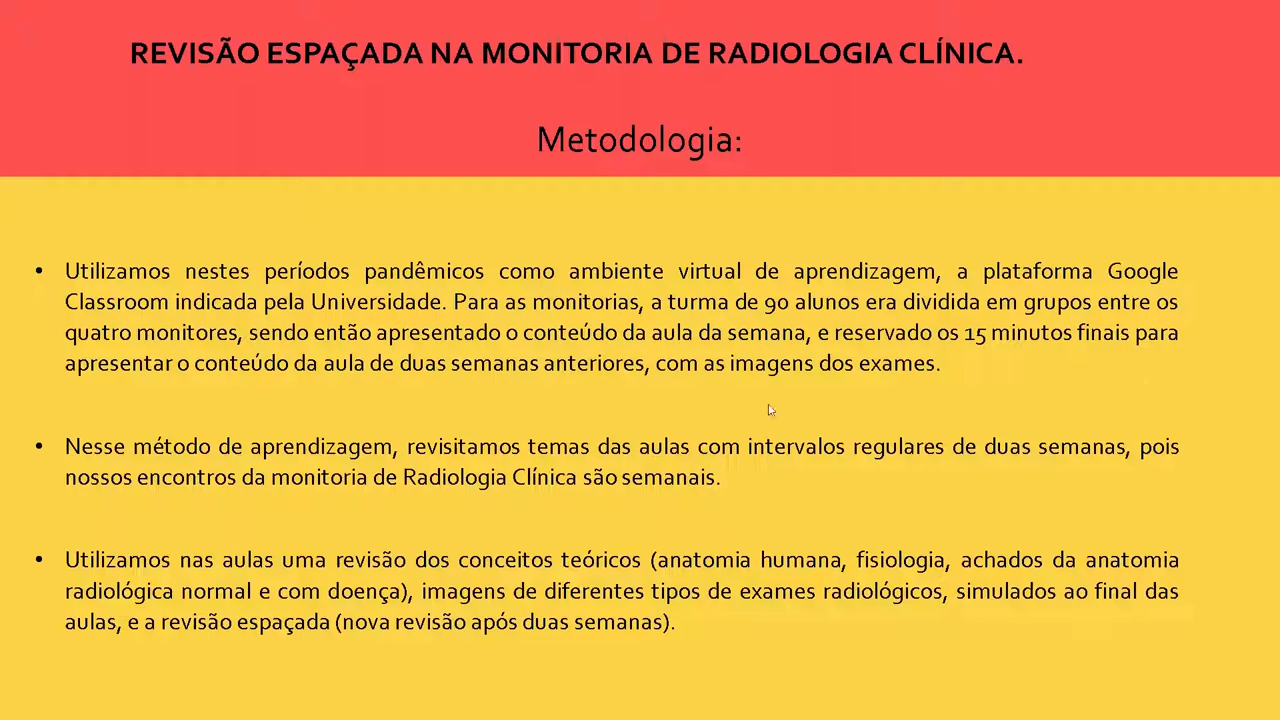 REVISÃO ESPAÇADA NA MONITORIA DE RADIOLOGIA CLÍNICA.
Metodologia:
• Utilizamos nestes períodos pandêmicos como ambiente virtual de aprendizagem, a plataforma Google
Classroom indicada pela Universidade. Para as monitorias, a turma de 90 alunos era dividida em grupos entre os
quatro monitores, sendo então apresentado o conteúdo da aula da semana, e reservado os 15 minutos finais para
apresentar o conteúdo da aula de duas semanas anteriores, com as imagens dos exames.
• Nesse método de aprendizagem, revisitamos temas das aulas com intervalos regulares de duas semanas, pois
nossos encontros da monitoria de Radiologia Clínica são semanais.
• Utilizamos nas aulas uma revisão dos conceitos teóricos (anatomia humana, fisiologia, achados da anatomia
radiológica normal e com doença), imagens de diferentes tipos de exames radiológicos, simulados ao final das
aulas, e a revisão espaçada (nova revisão após duas semanas).